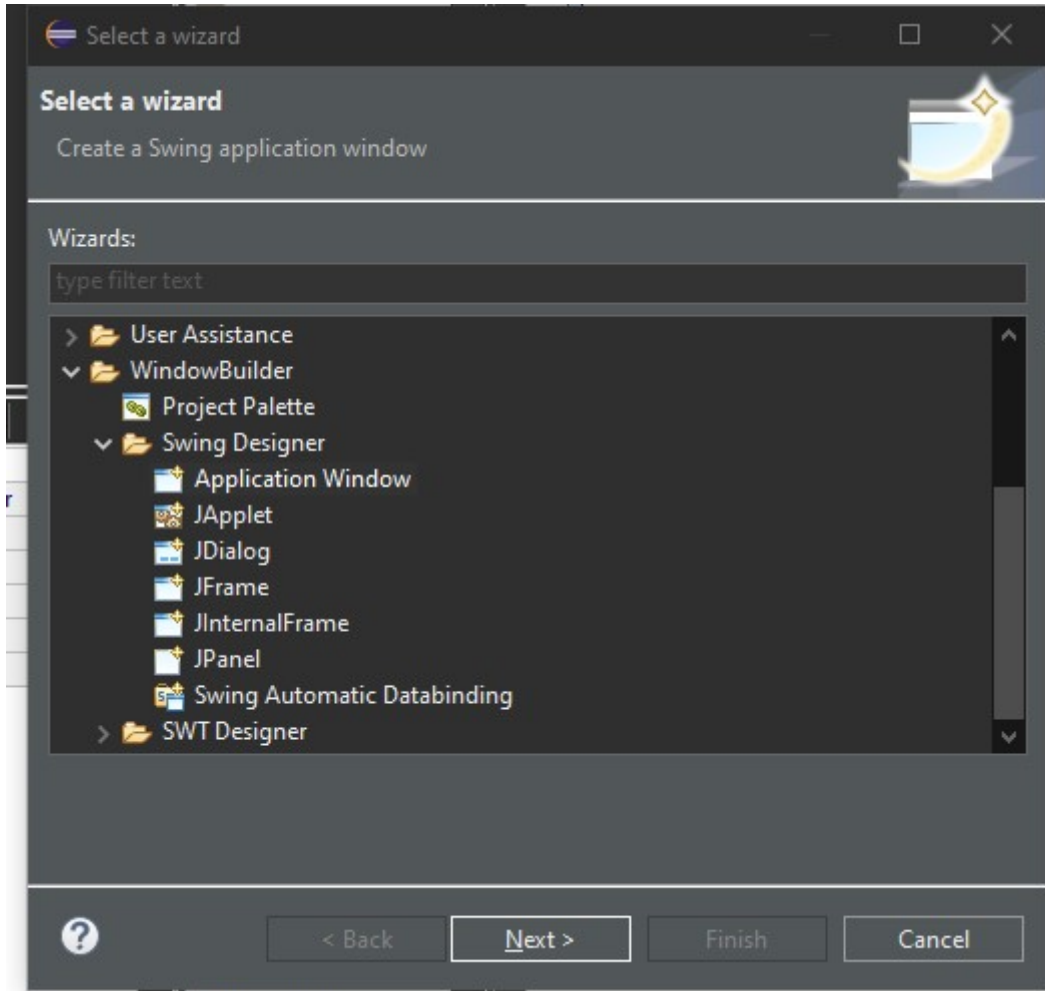 Select a wizard
Select a wizard
Create a Swing application window
Wizards:
type filter text
User Assistance
WindowBuilder
Project Palette
Swing Designer
Application Window
JApplet
JDialog
JFrame
JInternalFrame
JPanel
Swing Automatic Databinding
SWT Designer
r
?
< Back
Next >
Finish
Cancel